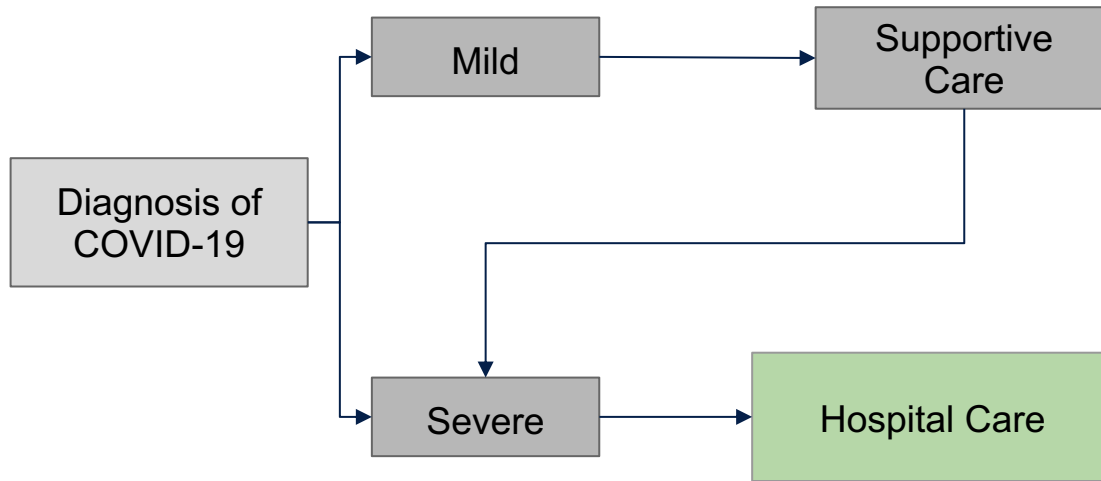 Mild
Supportive
Care
Diagnosis of
COVID-19
Severe
Hospital Care